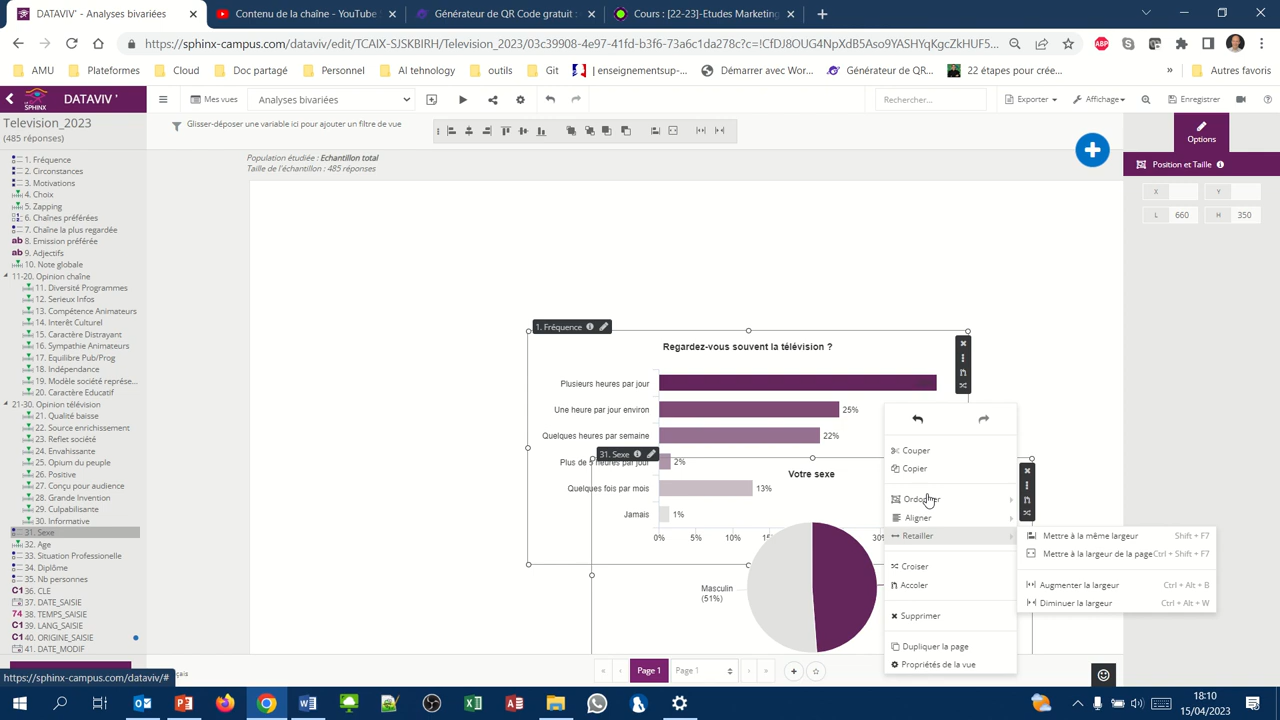 DATAVIV' - Analyses bivariées
Contenu de la chaîne - YouTube S
Générateur de QR Code gratuit :
Cours : [22-23]-Etudes Marketing
AMU
Plateformes
Cloud
Doc partagé
Personnel
AI tehnology
outils
Git
| enseignementsup...
Démarrer avec Wor...
Générateur de QR...
22 étapes pour crée...
»
Autres favoris
SPHINX
DATAVIV '
Mes vues
Analyses bivariées
Rechercher...
Exporter
Affichage
Enregistrer
Television_2023
(485 réponses)
Glisser-déposer une variable ici pour ajouter un filtre de vue
Options
Population étudiée : Echantillon total
Taille de l'échantillon : 485 réponses
Position et Taille
X
Y
L 660 H 350
1. Fréquence
2. Circonstances
3. Motivations
4. Choix
5. Zapping
6. Chaînes préférées
7. Chaîne la plus regardée
ab 8. Emission préférée
ab 9. Adjectifs
10. Note globale
11-20. Opinion chaîne
11. Diversité Programmes
12. Serieux Infos
13. Compétence Animateurs
14. Interêt Culturel
15. Caractère Distrayant
16. Sympathie Animateurs
17. Equilibre Pub/Prog
18. Indépendance
19. Modèle société représe...
20. Caractère Educatif
21-30. Opinion télévision
21. Qualité baisse
22. Source enrichissement
23. Reflet société
24. Envahissante
25. Opium du peuple
26. Positive
27. Conçu pour audience
28. Grande Invention
29. Culpabilisante
30. Informative
31. Sexe
32. Age
33. Situation Professionelle
34. Diplôme
35. Nb personnes
C1 36. CLE
37. DATE_SAISIE
74 38. TEMPS_SAISIE
C1 39. LANG_SAISIE
C1 40. ORIGINE_SAISIE
41. DATE_MODIF
1. Fréquence
Regardez-vous souvent la télévision ?
Plusieurs heures par jour
Une heure par jour environ
25%
Quelques heures par semaine
22%
2%
Quelques fois par mois
13%
Jamais
1%
0% 5% 10% 15% 20% 25% 30%
31. Sexe
Votre sexe
Masculin
(51%)
Couper
Copier
Ordonner
Aligner
Retailler
Croiser
Accoler
Supprimer
Dupliquer la page
Propriétés de la vue
Mettre à la même largeur Shift + F7
Mettre à la largeur de la page Ctrl + Shift + F7
Augmenter la largeur Ctrl + Alt + B
Diminuer la largeur Ctrl + Alt + W
« ‹ Page 1 Page 1 › »
https://sphinx-campus.com/dataviv/#
18:10
15/04/2023